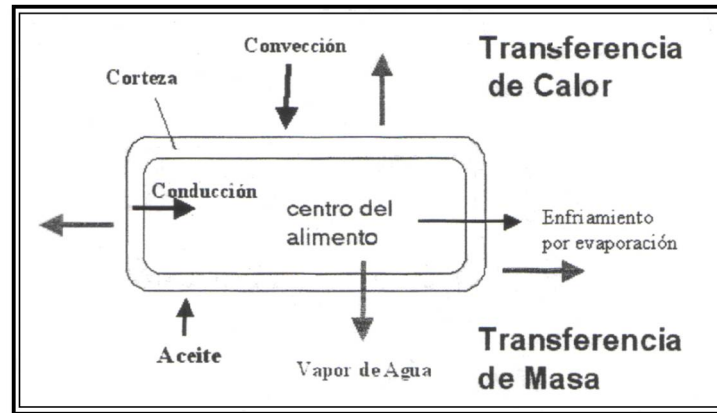 Convección
Transferencia
de Calor
Corteza
Conducción
centro del
alimento
Enfriamiento
por evaporación
Aceite
Vapor de Agua
Transferencia
de Masa